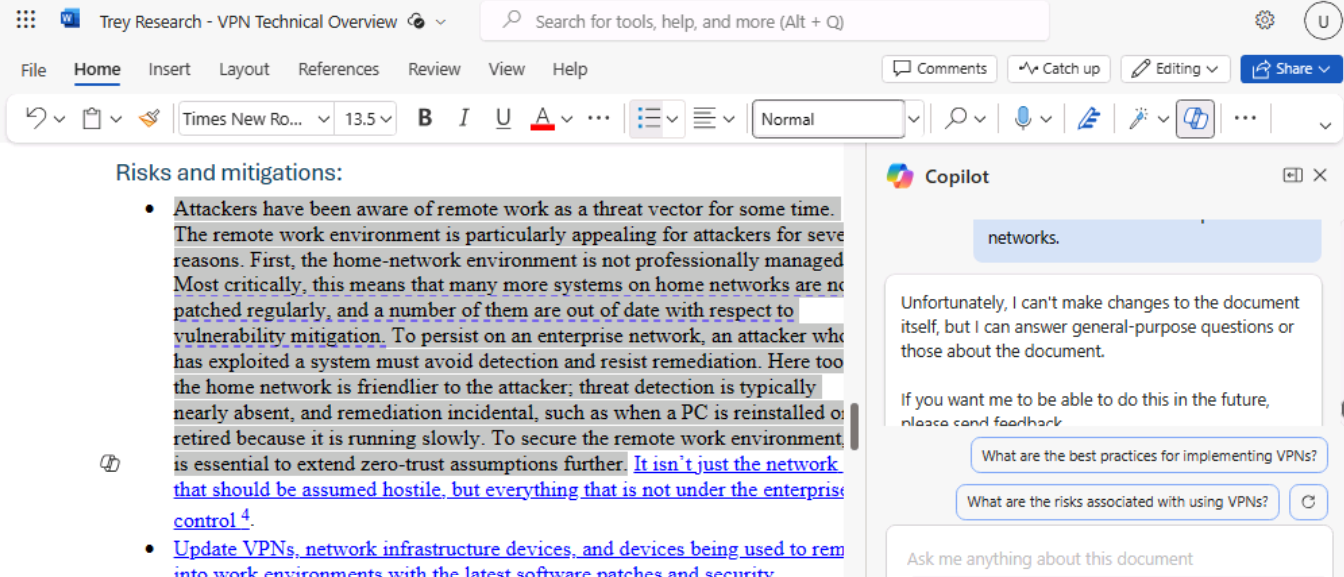 Trey Research - VPN Technical Overview
Search for tools, help, and more (Alt + Q)
U
File Home Insert Layout References Review View Help
Comments Catch up Editing Share
Times New Ro... 13.5 B I U A ... Normal ...
Risks and mitigations:
• Attackers have been aware of remote work as a threat vector for some time.
The remote work environment is particularly appealing for attackers for
reasons. First, the home-network environment is not professionally managed
Most critically, this means that many more systems on home networks are
patched regularly, and a number of them are out of date with respect to
vulnerability mitigation. To persist on an enterprise network, an attacker
has exploited a system must avoid detection and resist remediation. Here too
the home network is friendlier to the attacker; threat detection is typically
nearly absent, and remediation incidental, such as when a PC is reinstalled
retired because it is running slowly. To secure the remote work environment,
is essential to extend zero-trust assumptions further. It isn’t just the network
that should be assumed hostile, but everything that is not under the enterprise
control 4.
• Update VPNs, network infrastructure devices, and devices being used to
into work environments with the latest software patches and security
Copilot
networks.
Unfortunately, I can't make changes to the document
itself, but I can answer general-purpose questions or
those about the document.
If you want me to be able to do this in the future,
please send feedback
What are the best practices for implementing VPNs?
What are the risks associated with using VPNs?
Ask me anything about this document